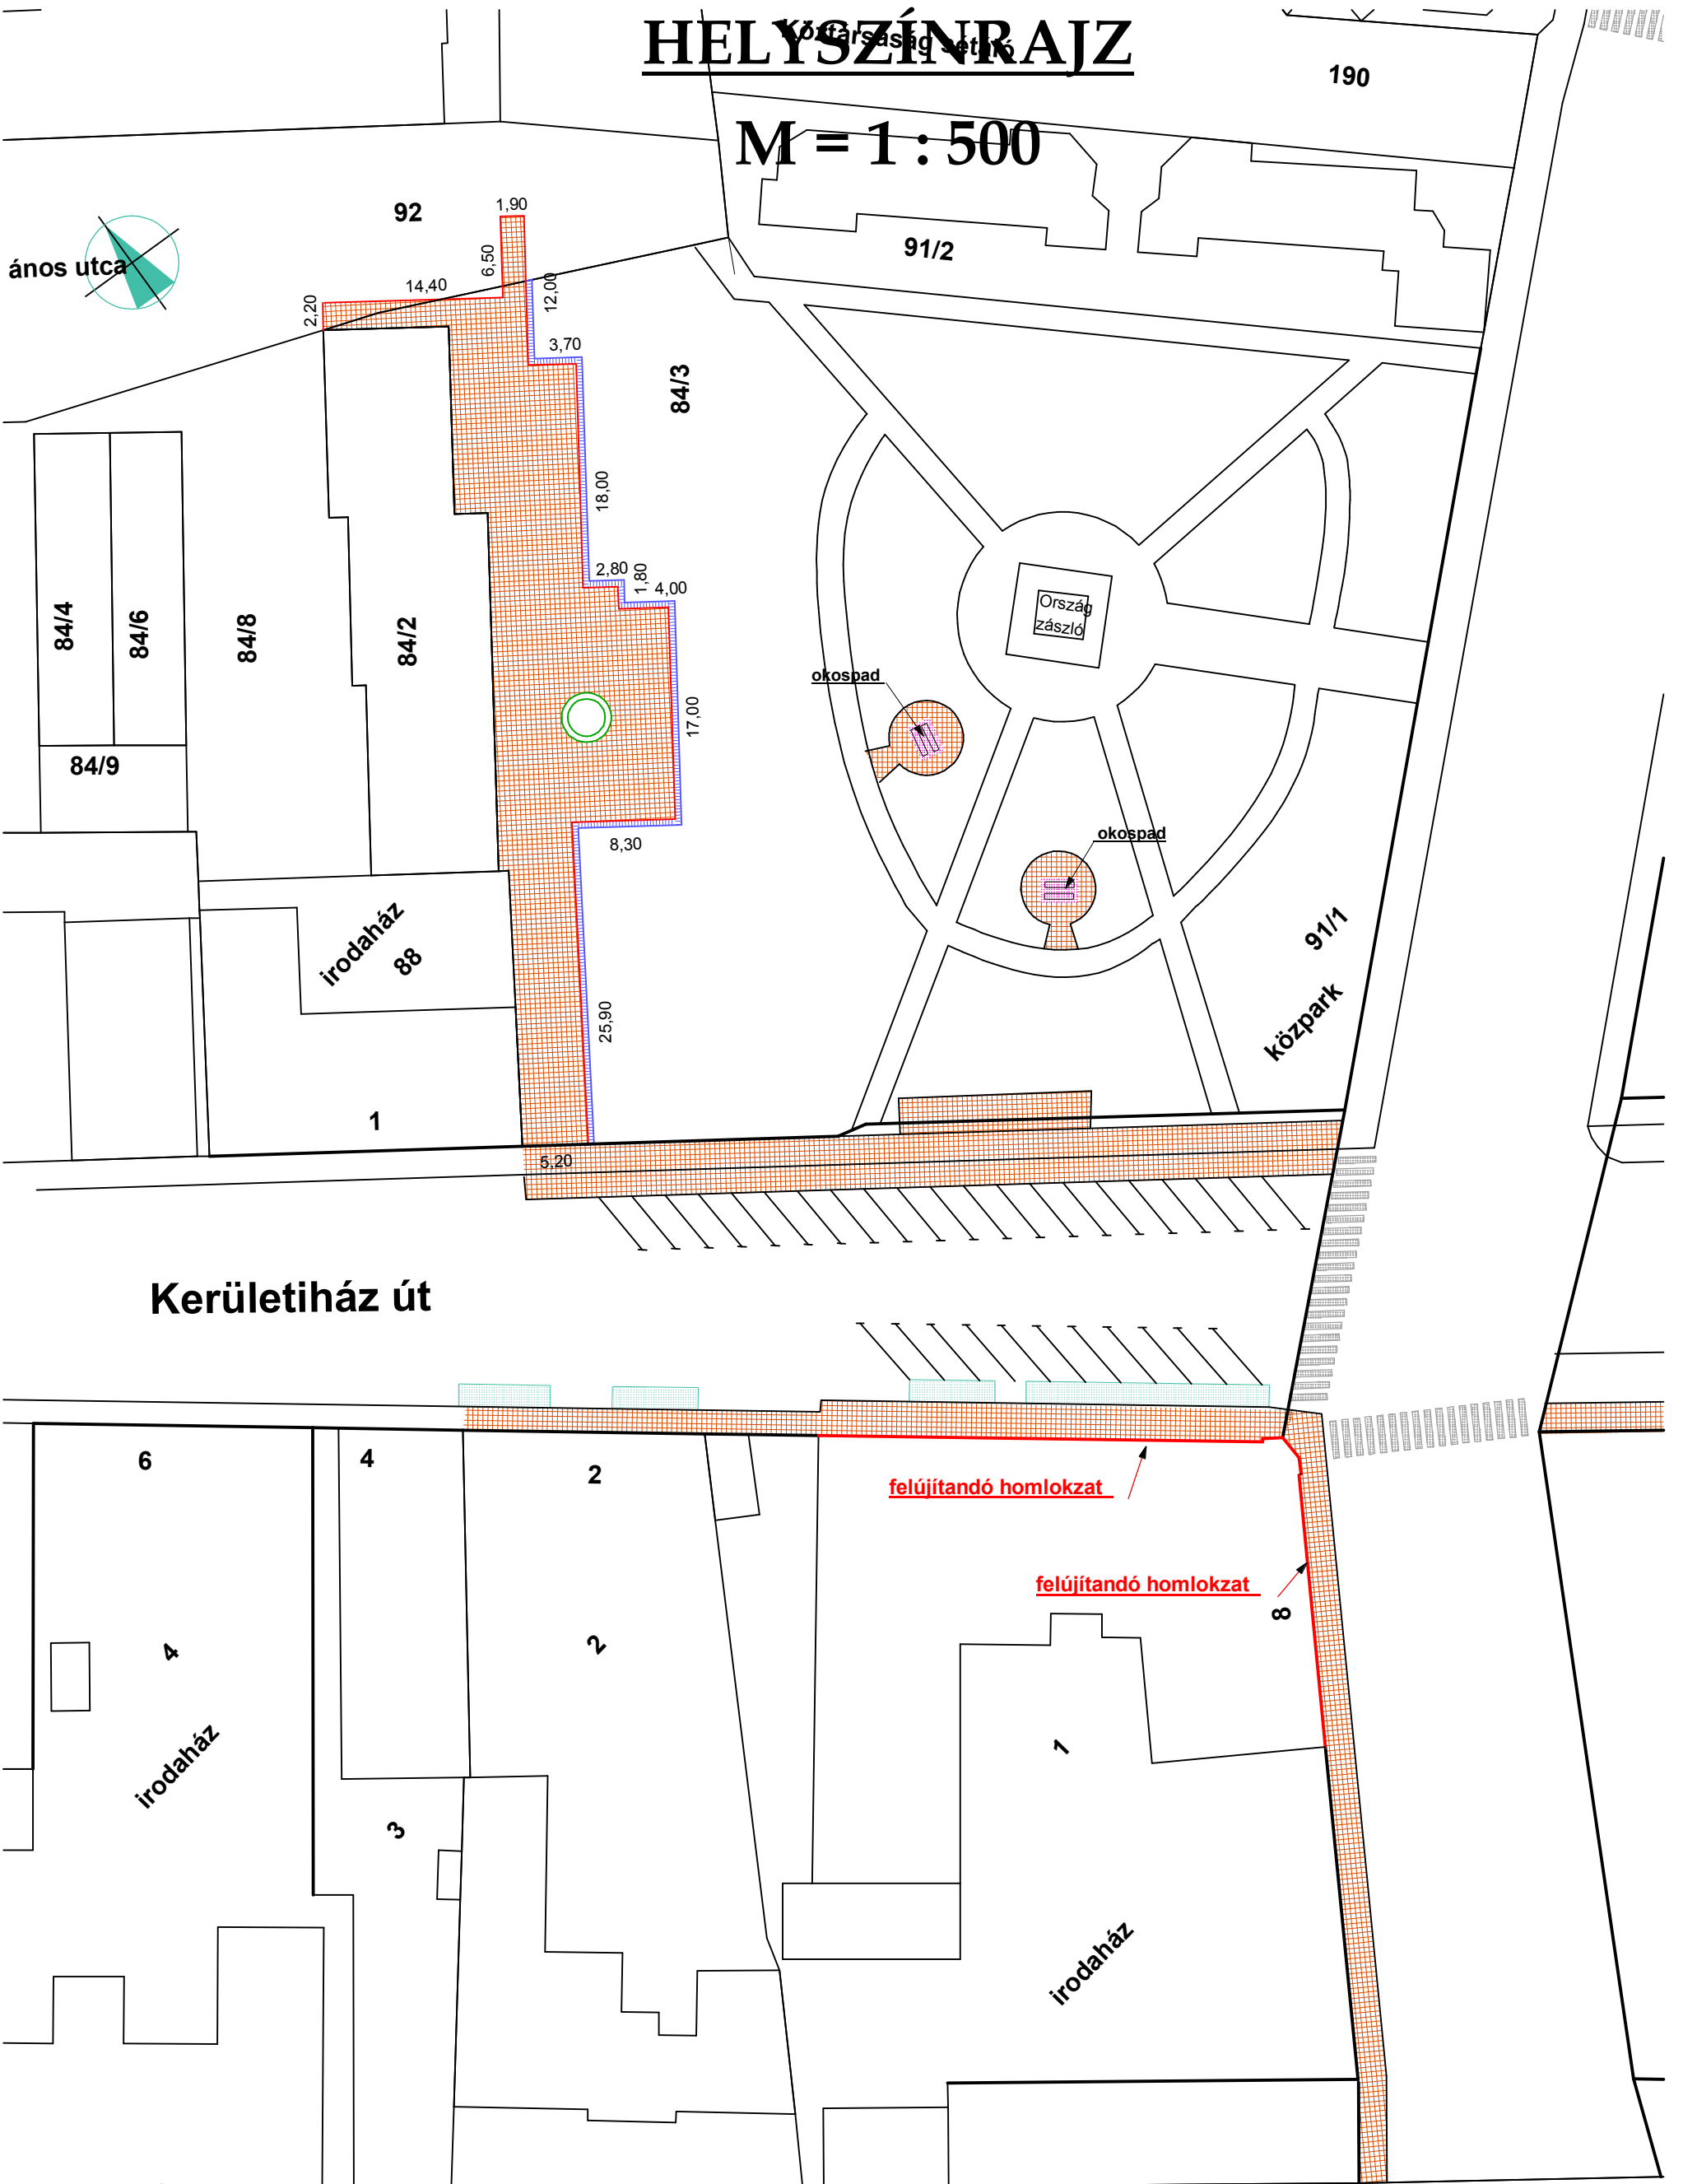 HELYSZÍNRAJZ
Köztársaság Sétáló
M = 1 : 500
190
92
91/2
ános utca
1,90
6,50
14,40
2,20
12,00
3,70
84/3
18,00
2,80
1,80
4,00
17,00
8,30
25,90
5,20
84/4
84/6
84/8
84/2
84/9
irodaház
88
1
Ország
zászló
okospad
okospad
91/1
közpark
Kerületiház út
6
4
2
felújítandó homlokzat
felújítandó homlokzat
8
4
2
1
irodaház
3
irodaház